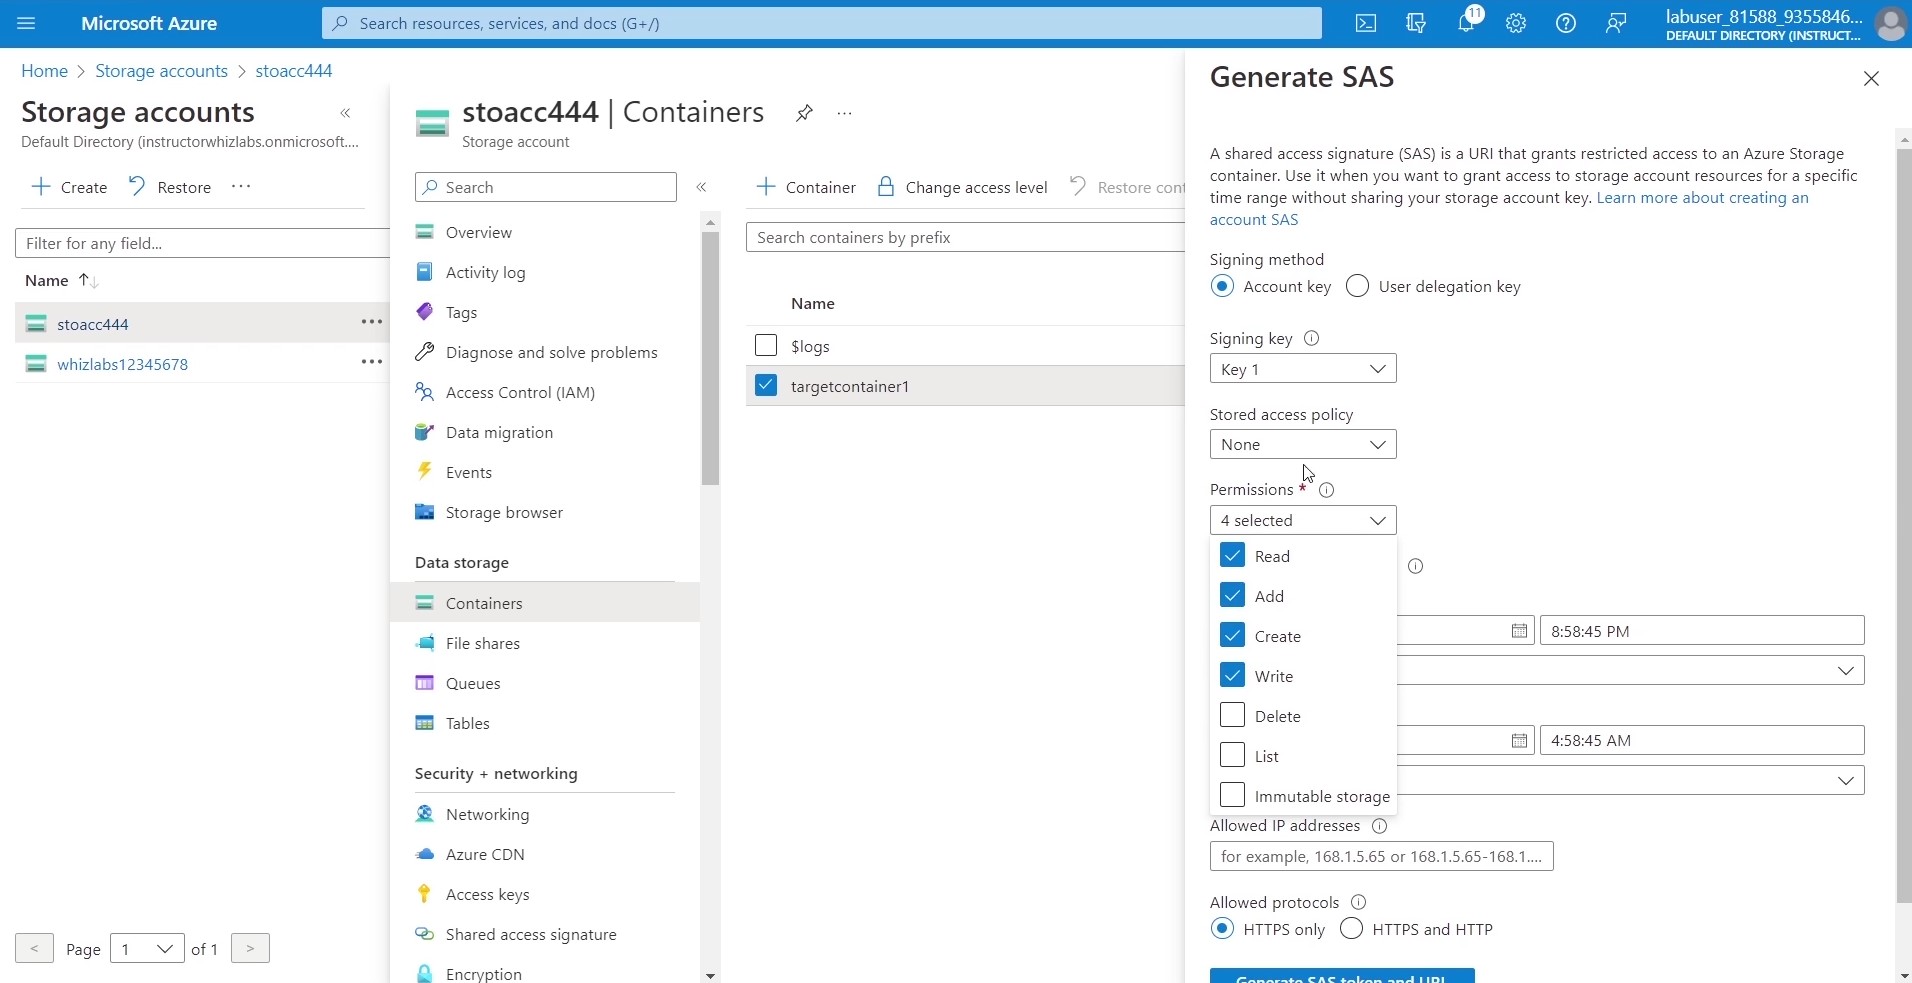 Microsoft Azure
Search resources, services, and docs (G+/)
11
labuser_81588_9355846...
DEFAULT DIRECTORY (INSTRUCT...
Home > Storage accounts > stoacc444
Storage accounts
Default Directory (instructorwhizlabs.onmicrosoft....
Create
Restore
Filter for any field...
Name
stoacc444
whizlabs12345678
< Page 1 of 1 >
stoacc444 | Containers
Storage account
Search
Overview
Activity log
Tags
Diagnose and solve problems
Access Control (IAM)
Data migration
Events
Storage browser
Data storage
Containers
File shares
Queues
Tables
Security + networking
Networking
Azure CDN
Access keys
Shared access signature
Encryption
Container
Change access level
Restore cont
Search containers by prefix
Name
$logs
targetcontainer1
Generate SAS
A shared access signature (SAS) is a URI that grants restricted access to an Azure Storage
container. Use it when you want to grant access to storage account resources for a specific
time range without sharing your storage account key. Learn more about creating an
account SAS
Signing method
Account key
User delegation key
Signing key
Key 1
Stored access policy
None
Permissions *
4 selected
Read
Add
Create
Write
Delete
List
Immutable storage
8:58:45 PM
4:58:45 AM
Allowed IP addresses
for example, 168.1.5.65 or 168.1.5.65-168.1....
Allowed protocols
HTTPS only
HTTPS and HTTP
Generate SAS token and URL